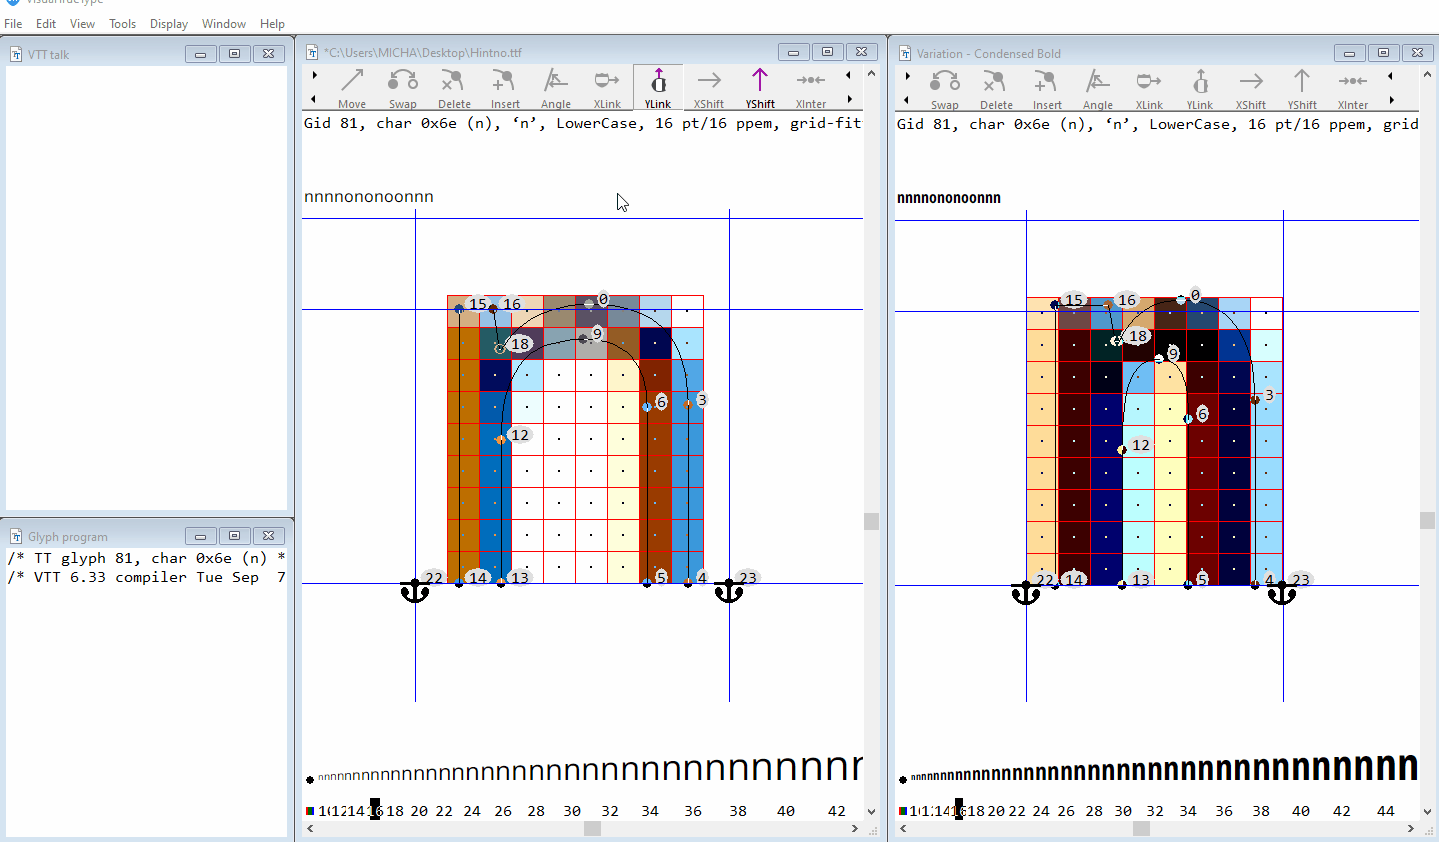 VisualTrueType
File Edit View Tools Display Window Help
VTT talk
Glyph program
/* TT glyph 81, char 0x6e (n) *
/* VTT 6.33 compiler Tue Sep 7
*C:\Users\MICHA\Desktop\Hintno.ttf
Move Swap Delete Insert Angle XLink YLink XShift YShift XInter
Gid 81, char 0x6e (n), ‘n’, LowerCase, 16 pt/16 ppem, grid-fit
nnnnononoonnn
15 16 0
18 9
6 3
12
22 14 13 5 4 23
nnnnnnnnnnnnnnnnnnnnnnnnnnn
10 12 14 16 18 20 22 24 26 28 30 32 34 36 38 40 42
Variation - Condensed Bold
Swap Delete Insert Angle XLink YLink XShift YShift XInter
Gid 81, char 0x6e (n), ‘n’, LowerCase, 16 pt/16 ppem, grid
nnnnononoonnn
15 16 0
18 9
6 3
12
22 14 13 5 4 23
nnnnnnnnnnnnnnnnnnnnnnnnnnnnn
18 20 22 24 26 28 30 32 34 36 38 40 42 44